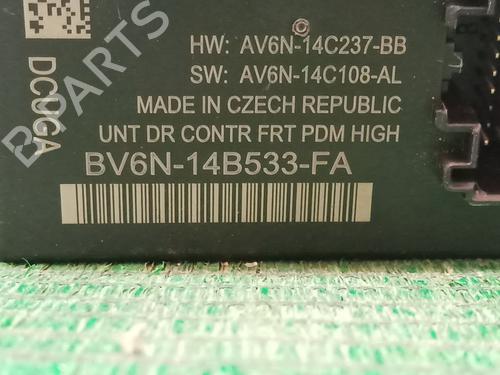 HW: AV6N-14C237-BB
SW: AV6N-14C108-AL
MADE IN CZECH REPUBLIC
UNT DR CONTR FRT PDM HIGH
BV6N-14B533-FA
DCUGA
BPARTS